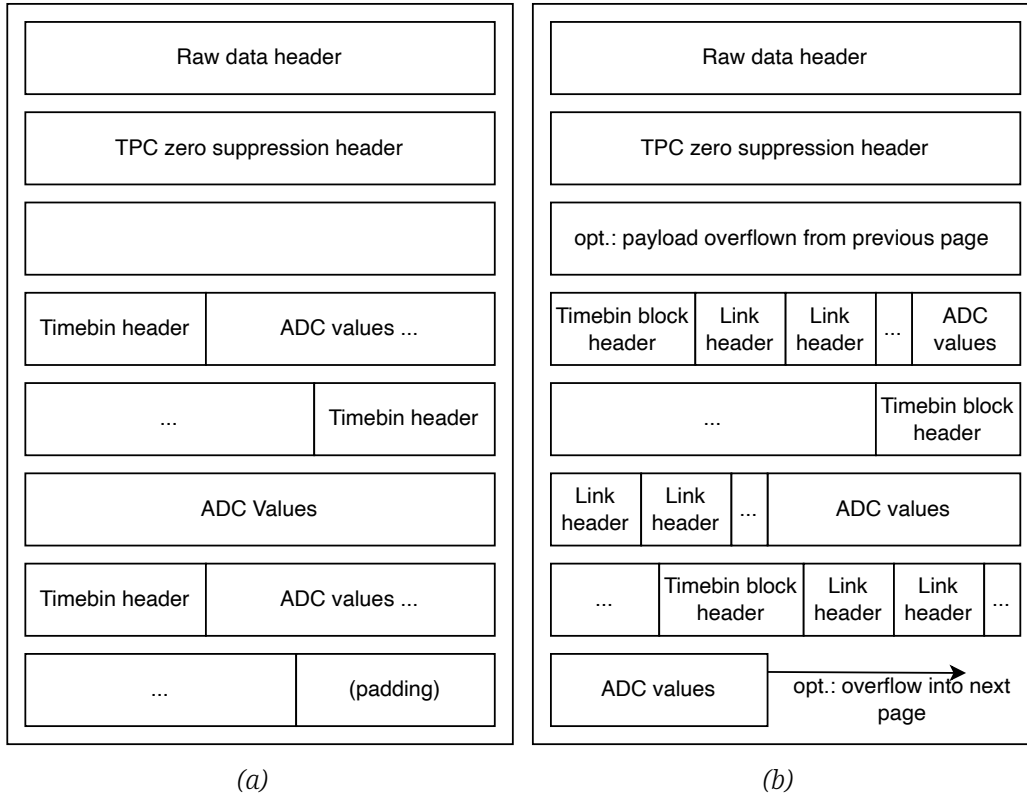 Raw data header
TPC zero suppression header
Timebin header
ADC values ...
...
Timebin header
ADC Values
Timebin header
ADC values ...
...
(padding)
(a)
Raw data header
TPC zero suppression header
opt.: payload overflown from previous page
Timebin block
header
Link
header
Link
header
...
ADC
values
...
Timebin block
header
Link
header
Link
header
...
ADC values
...
Timebin block
header
Link
header
Link
header
...
ADC values
opt.: overflow into next
page
(b)